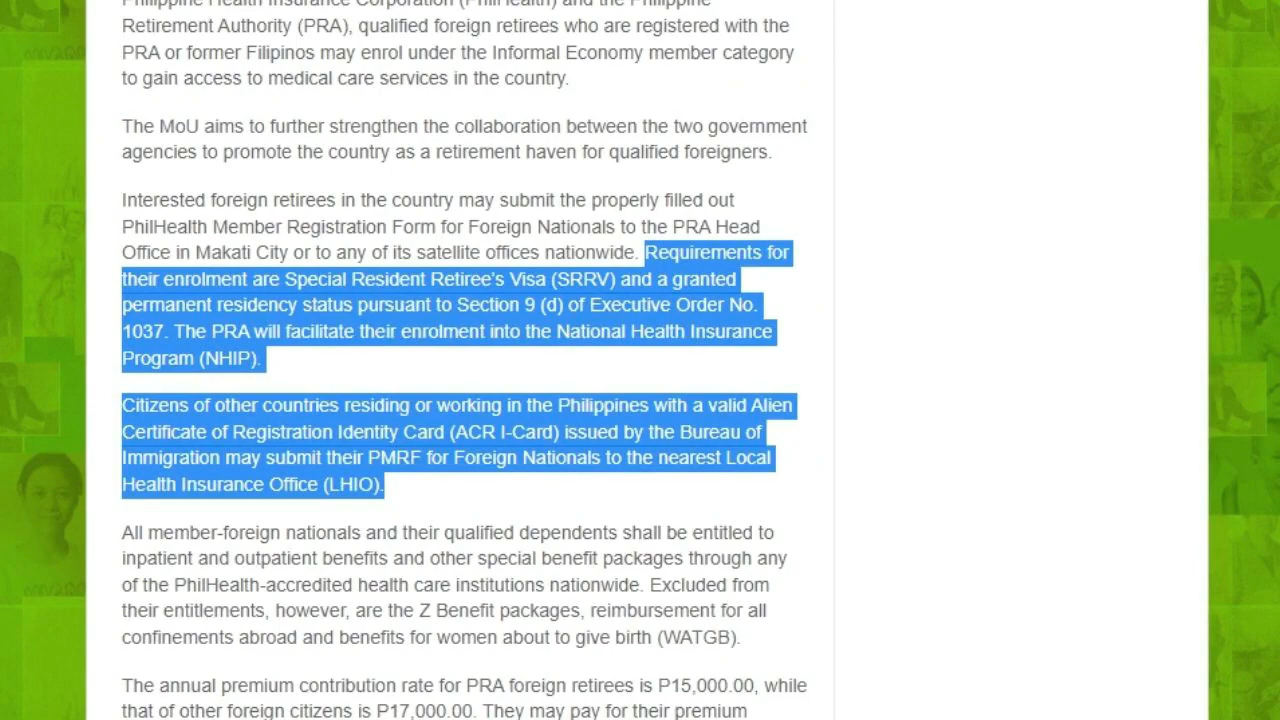 Philippine Health Insurance Corporation (PhilHealth) and the Philippine
Retirement Authority (PRA), qualified foreign retirees who are registered with the
PRA or former Filipinos may enrol under the Informal Economy member category
to gain access to medical care services in the country.
The MoU aims to further strengthen the collaboration between the two government
agencies to promote the country as a retirement haven for qualified foreigners.
Interested foreign retirees in the country may submit the properly filled out
PhilHealth Member Registration Form for Foreign Nationals to the PRA Head
Office in Makati City or to any of its satellite offices nationwide. Requirements for
their enrolment are Special Resident Retiree's Visa (SRRV) and a granted
permanent residency status pursuant to Section 9 (d) of Executive Order No.
1037. The PRA will facilitate their enrolment into the National Health Insurance
Program (NHIP).
Citizens of other countries residing or working in the Philippines with a valid Alien
Certificate of Registration Identity Card (ACR I-Card) issued by the Bureau of
Immigration may submit their PMRF for Foreign Nationals to the nearest Local
Health Insurance Office (LHIO).
All member-foreign nationals and their qualified dependents shall be entitled to
inpatient and outpatient benefits and other special benefit packages through any
of the PhilHealth-accredited health care institutions nationwide. Excluded from
their entitlements, however, are the Z Benefit packages, reimbursement for all
confinements abroad and benefits for women about to give birth (WATGB).
The annual premium contribution rate for PRA foreign retirees is P15,000.00, while
that of other foreign citizens is P17,000.00. They may pay for their premium